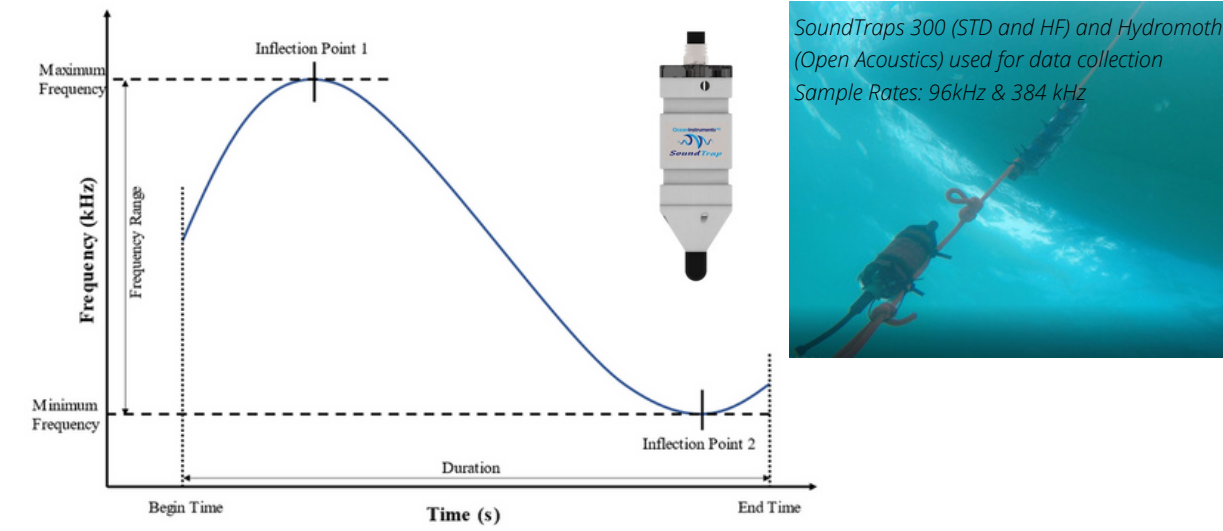 SoundTraps 300 (STD and HF) and Hydromoth
(Open Acoustics) used for data collection
Sample Rates: 96kHz & 384 kHz
Inflection Point 1
Maximum
Frequency
Frequency (kHz)
Frequency Range
OceanInstruments
SoundTrap
Minimum
Frequency
Inflection Point 2
Duration
Begin Time
Time (s)
End Time